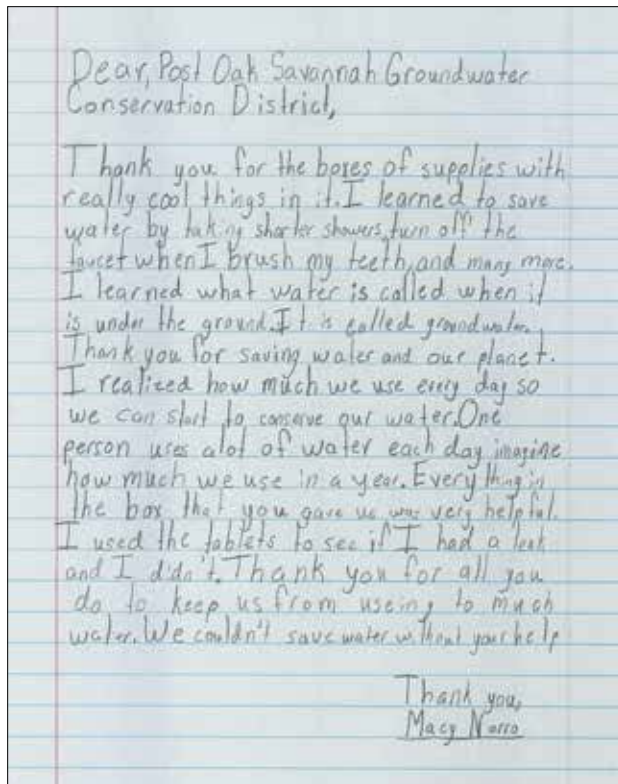 Dear, Post Oak Savannah Groundwater
Conservation District,
Thank you for the boxes of supplies with
really cool things in it. I learned to save
water by taking shorter showers, turn off the
faucet when I brush my teeth, and many more.
I learned what water is called when it
is under the ground. It is called groundwater.
Thank you for saving water and our planet.
I realized how much we use every day so
we can start to conserve our water. One
person uses alot of water each day imagine
how much we use in a year. Every thing in
the box that you gave us was very helpful.
I used the tablets to see if I had a leak
and I didn't. Thank you for all you
do to keep us from useing to much
water. We couldn't save water without your help
Thank you,
Macy